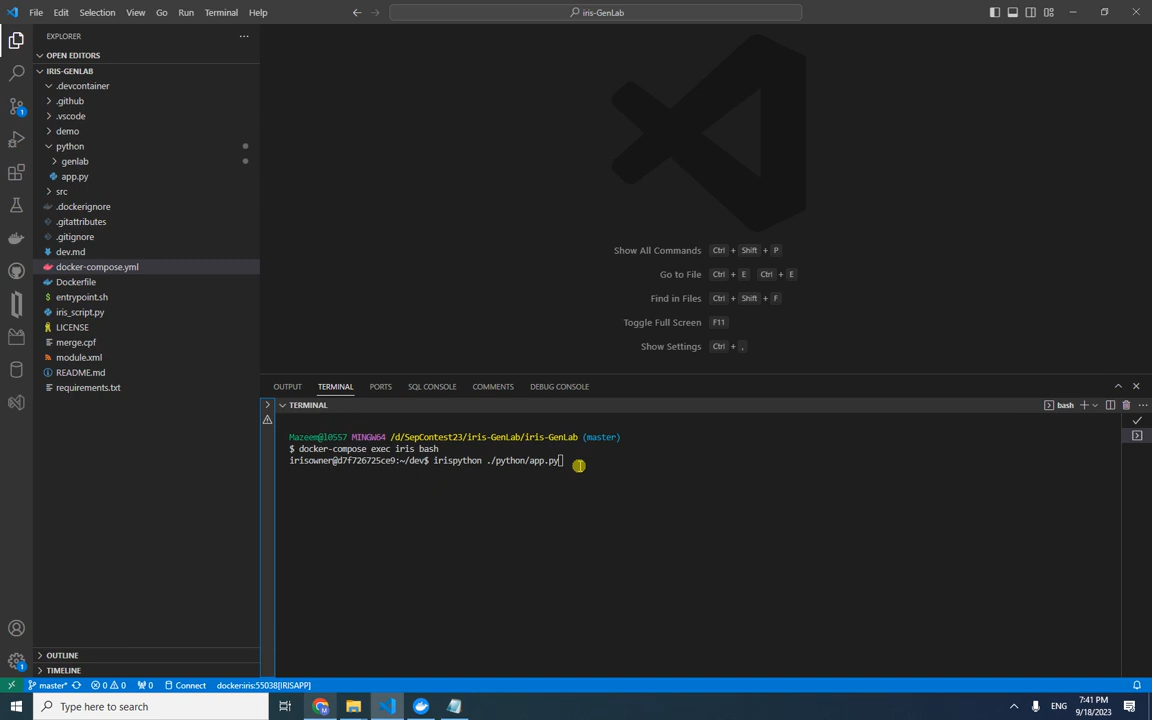 File Edit Selection View Go Run Terminal Help
iris-GenLab
EXPLORER
OPEN EDITORS
IRIS-GENLAB
.devcontainer
.github
.vscode
demo
python
genlab
app.py
src
.dockerignore
.gitattributes
.gitignore
dev.md
docker-compose.yml
Dockerfile
entrypoint.sh
iris_script.py
LICENSE
merge.cpf
module.xml
README.md
requirements.txt
OUTLINE
TIMELINE
Show All Commands Ctrl + Shift + P
Go to File Ctrl + E Ctrl + E
Find in Files Ctrl + Shift + F
Toggle Full Screen F11
Show Settings Ctrl + ,
OUTPUT TERMINAL PORTS SQL CONSOLE COMMENTS DEBUG CONSOLE
TERMINAL
bash
Mazeem@l0557 MINGW64 /d/SepContest23/iris-GenLab/iris-GenLab (master)
$ docker-compose exec iris bash
irisowner@d7f726725ce9:~/dev$ irispython ./python/app.py
master* 0 0 0 Connect docker:iris:55038[IRISAPP]
Type here to search
ENG
7:41 PM
9/18/2023